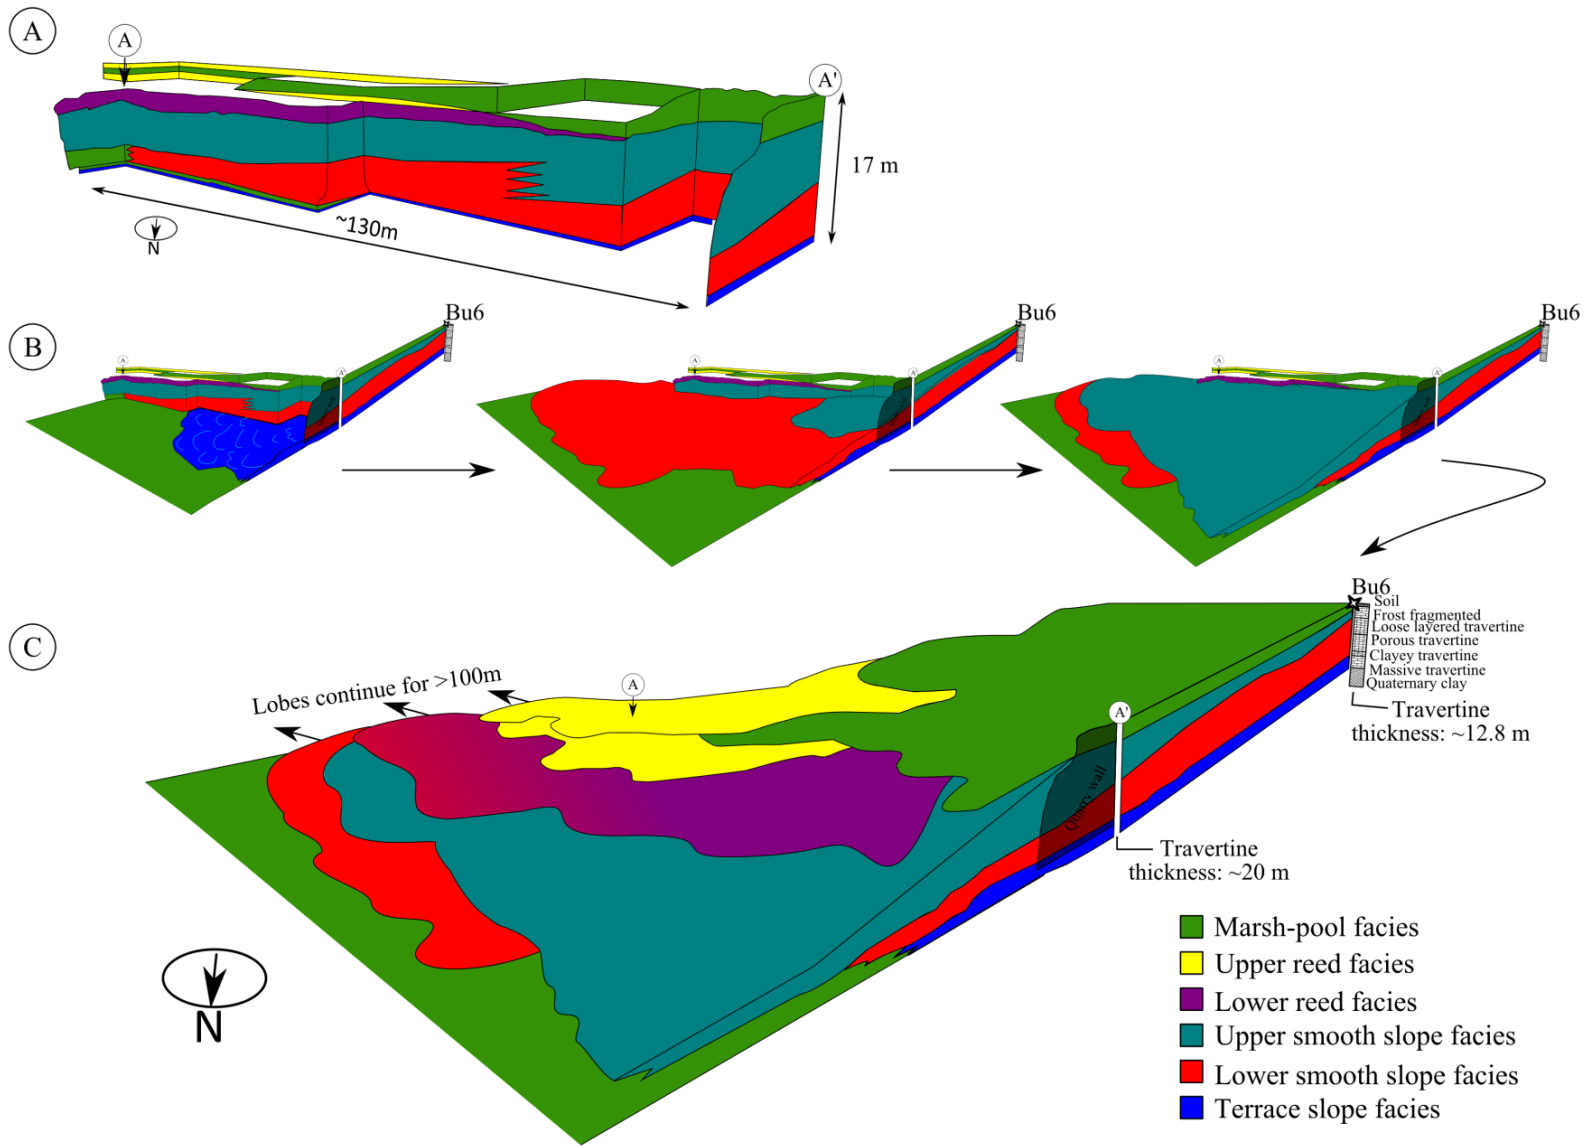 A
A
A'
17 m
~130m
N
B
Bu6
Bu6
Bu6
A
A'
A
A'
A
A'
C
Bu6
Soil
Frost fragmented
Loose layered travertine
Porous travertine
Clayey travertine
Massive travertine
Quaternary clay
Travertine
thickness: ~12.8 m
Lobes continue for >100m
A
A'
Quarry wall
Travertine
thickness: ~20 m
N
Marsh-pool facies
Upper reed facies
Lower reed facies
Upper smooth slope facies
Lower smooth slope facies
Terrace slope facies